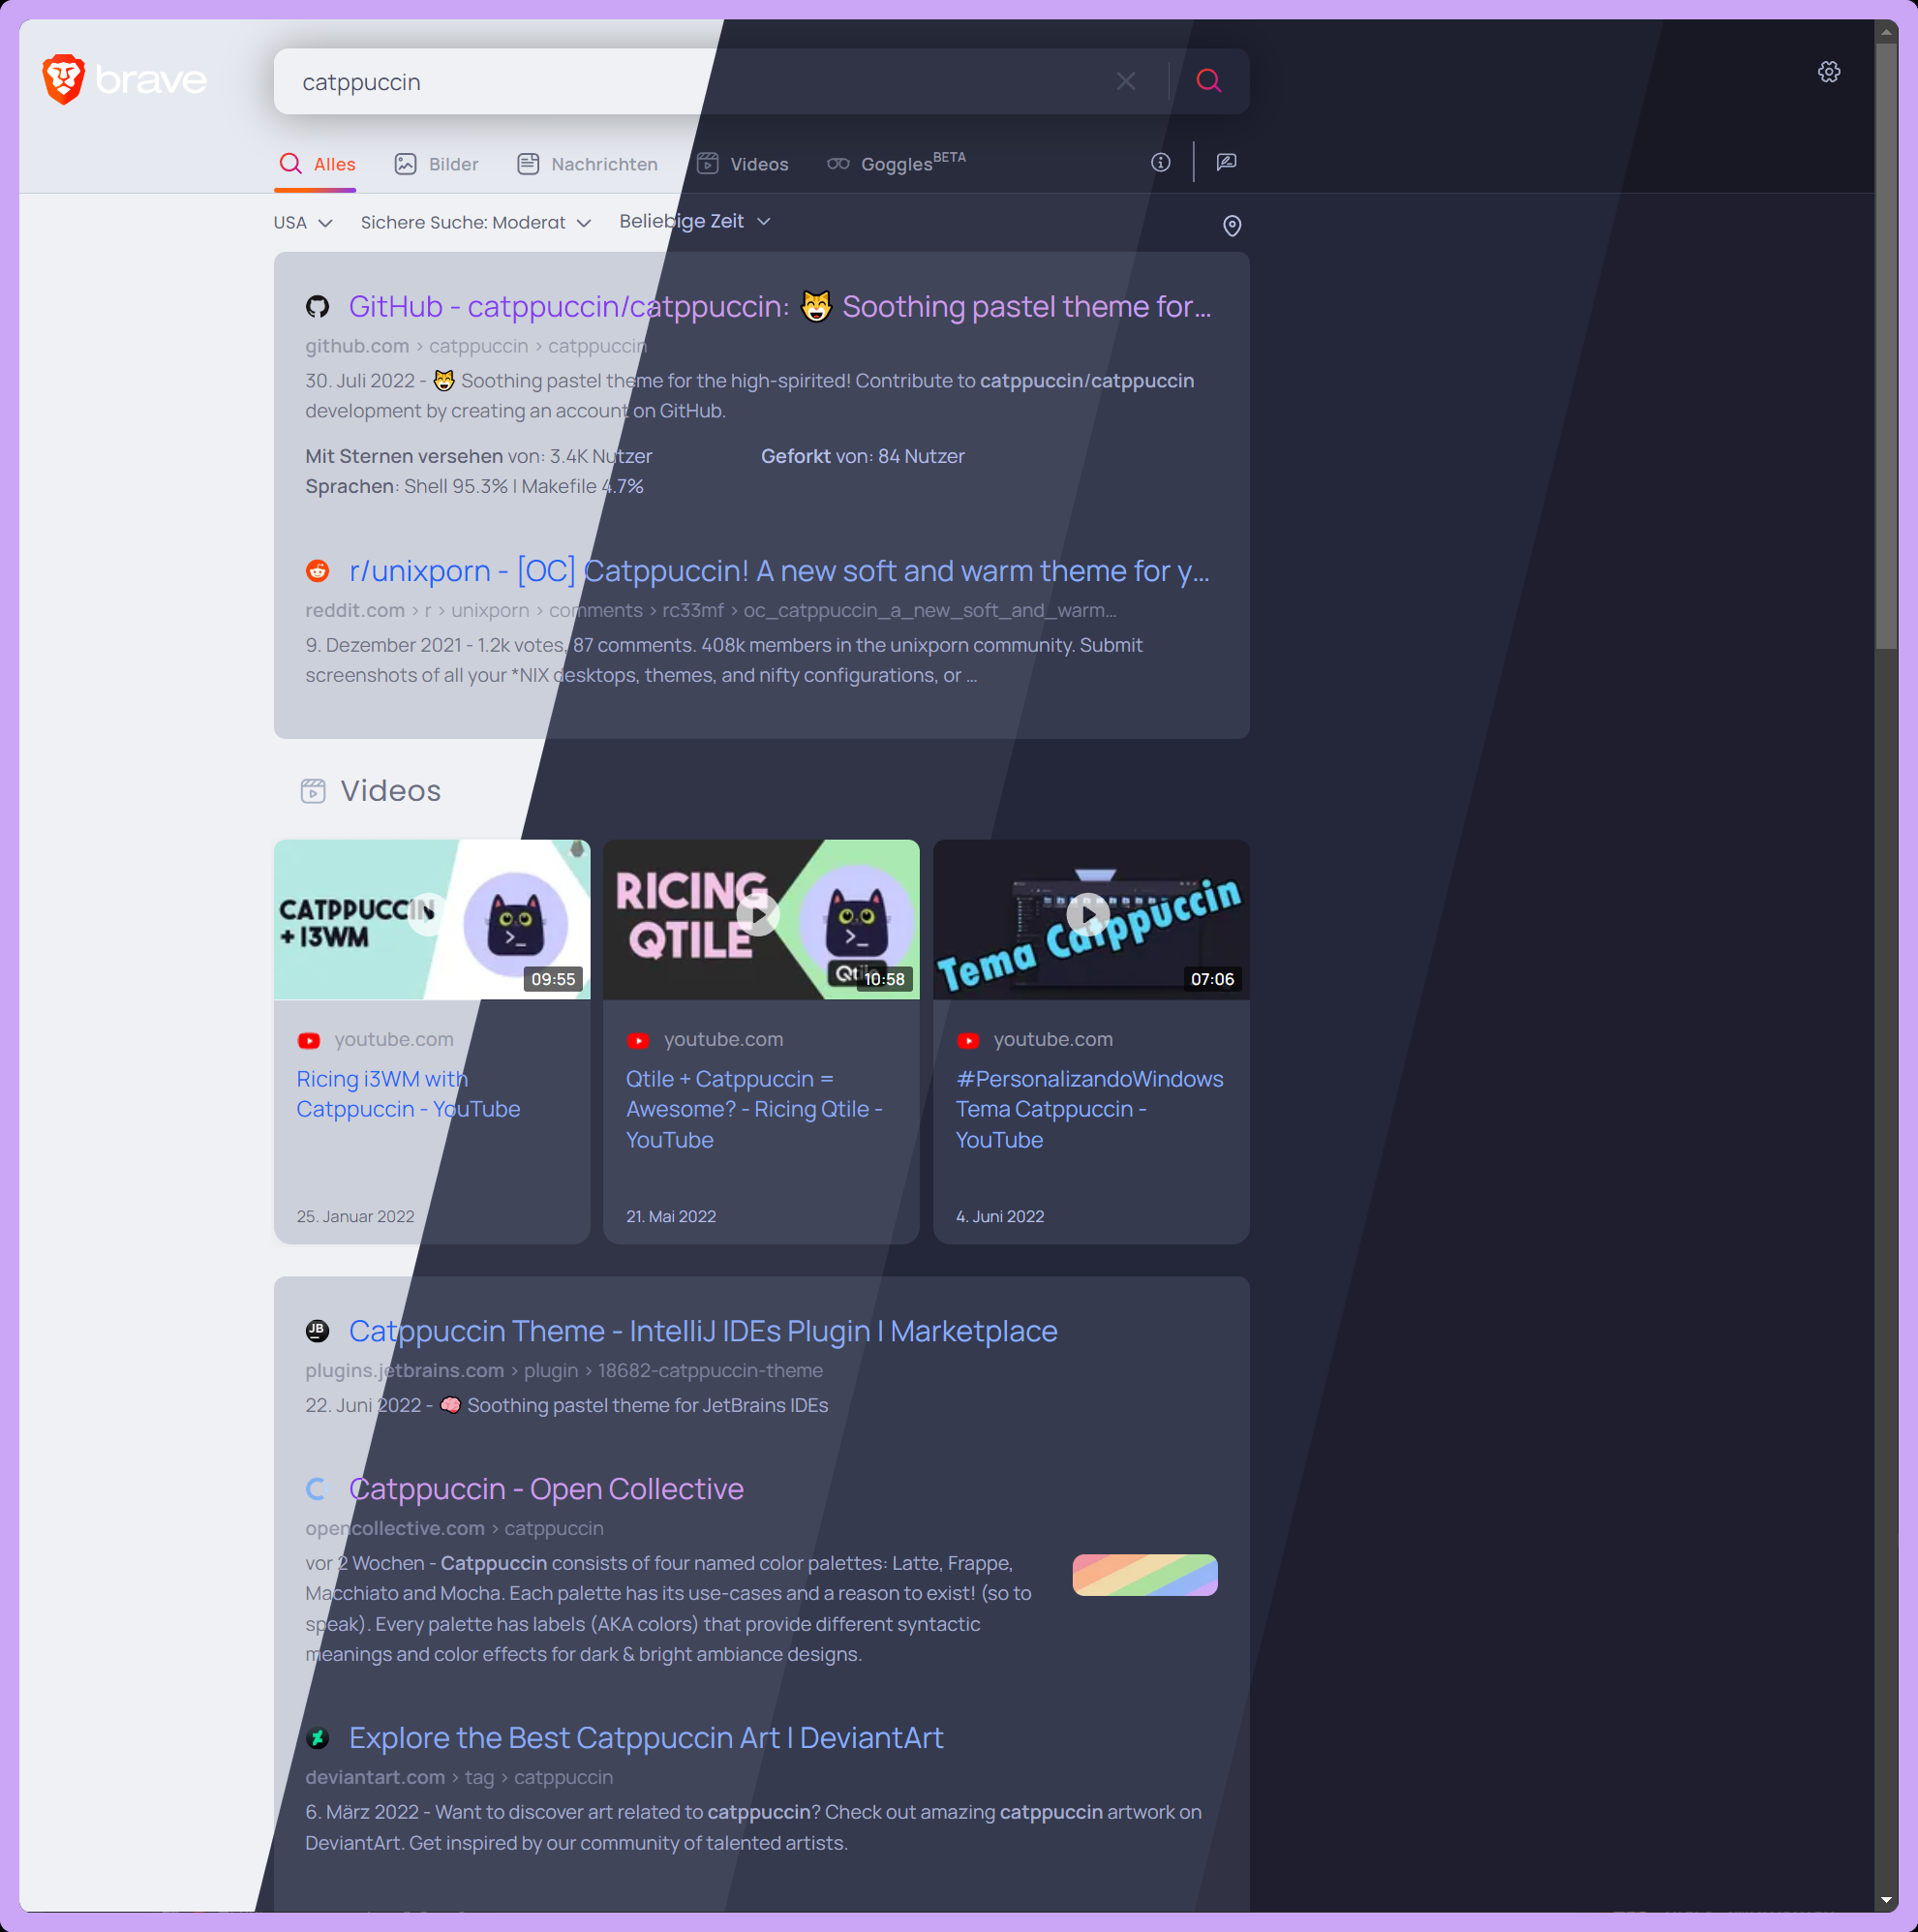 brave
catppuccin
Alles Bilder Nachrichten Videos Goggles BETA
USA Sichere Suche: Moderat Beliebige Zeit
GitHub - catppuccin/catppuccin: 😸 Soothing pastel theme for...
github.com › catppuccin › catppuccin
30. Juli 2022 - 😸 Soothing pastel theme for the high-spirited! Contribute to catppuccin/catppuccin
development by creating an account on GitHub.
Mit Sternen versehen von: 3.4K Nutzer Geforkt von: 84 Nutzer
Sprachen: Shell 95.3% | Makefile 4.7%
r/unixporn - [OC] Catppuccin! A new soft and warm theme for y...
reddit.com › r › unixporn › comments › rc33mf › oc_catppuccin_a_new_soft_and_warm...
9. Dezember 2021 - 1.2k votes, 87 comments. 408k members in the unixporn community. Submit
screenshots of all your *NIX desktops, themes, and nifty configurations, or ...
Videos
CATPPUCCIN
+ I3WM
09:55
RICING
QTILE
Qtile
10:58
Tema Catppuccin
07:06
youtube.com
Ricing i3WM with
Catppuccin - YouTube
25. Januar 2022
youtube.com
Qtile + Catppuccin =
Awesome? - Ricing Qtile -
YouTube
21. Mai 2022
youtube.com
#PersonalizandoWindows
Tema Catppuccin -
YouTube
4. Juni 2022
JB
Catppuccin Theme - IntelliJ IDEs Plugin | Marketplace
plugins.jetbrains.com › plugin › 18682-catppuccin-theme
22. Juni 2022 - 🧠 Soothing pastel theme for JetBrains IDEs
Catppuccin - Open Collective
opencollective.com › catppuccin
vor 2 Wochen - Catppuccin consists of four named color palettes: Latte, Frappe,
Macchiato and Mocha. Each palette has its use-cases and a reason to exist! (so to
speak). Every palette has labels (AKA colors) that provide different syntactic
meanings and color effects for dark & bright ambiance designs.
Explore the Best Catppuccin Art | DeviantArt
deviantart.com › tag › catppuccin
6. März 2022 - Want to discover art related to catppuccin? Check out amazing catppuccin artwork on
DeviantArt. Get inspired by our community of talented artists.